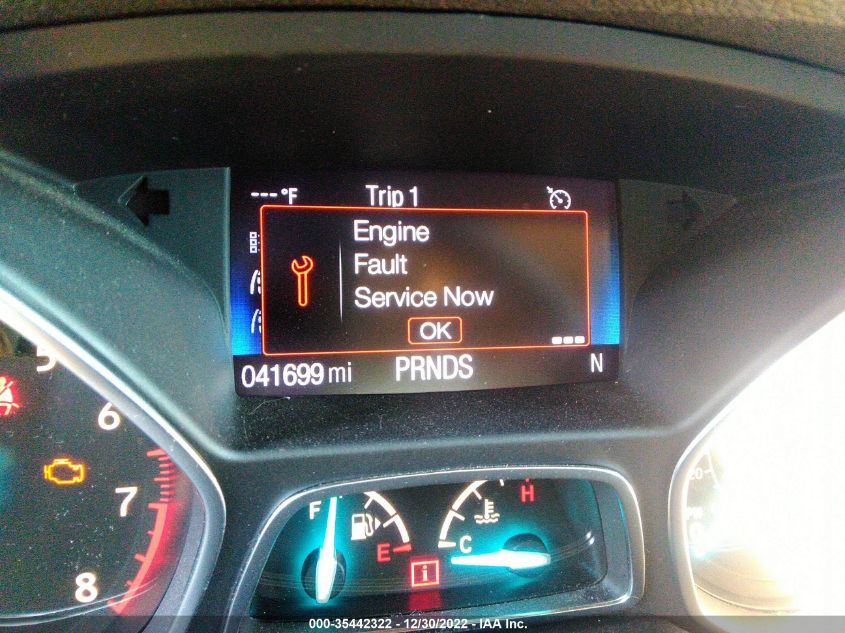 ---°F Trip 1
Engine
Fault
Service Now
OK
041699 mi PRNDS N
5
6
7
8
F
E
H
C
i
20
000-35442322 - 12/30/2022 - IAA Inc.